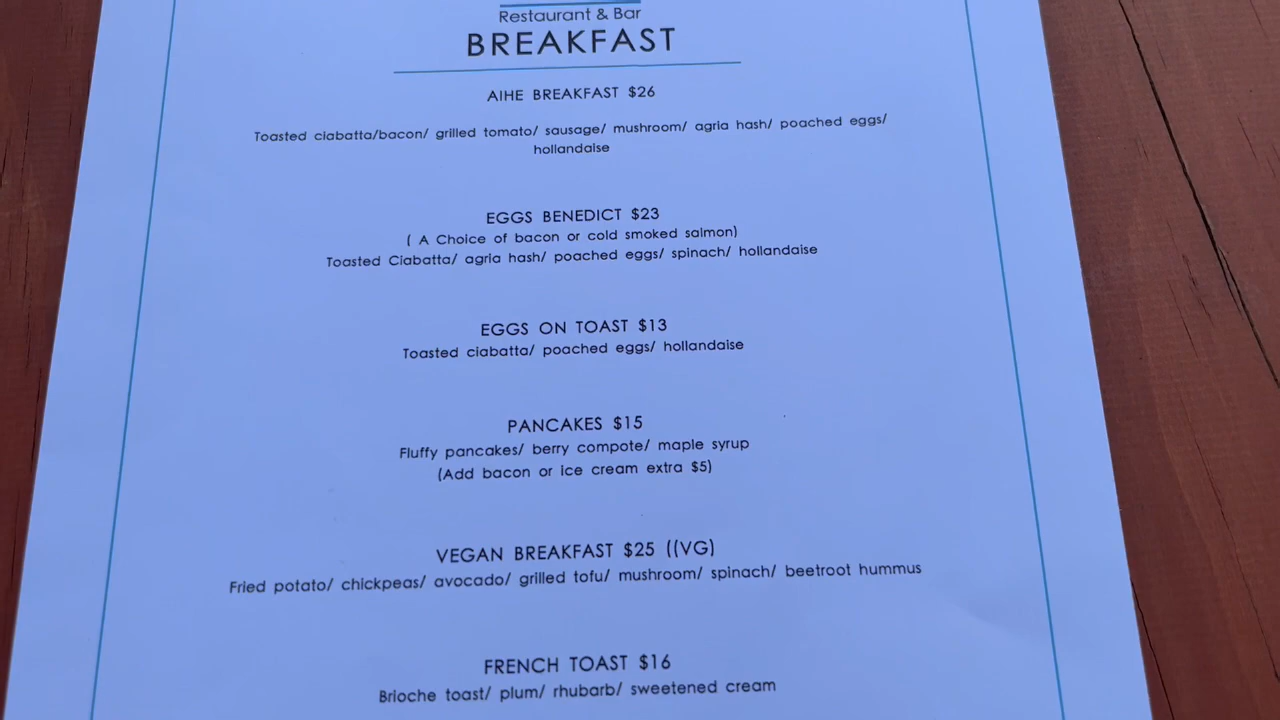 Restaurant & Bar
BREAKFAST
AIHE BREAKFAST $26
Toasted ciabatta/bacon/ grilled tomato/ sausage/ mushroom/ agria hash/ poached eggs/
hollandaise
EGGS BENEDICT $23
( A Choice of bacon or cold smoked salmon)
Toasted Ciabatta/ agria hash/ poached eggs/ spinach/ hollandaise
EGGS ON TOAST $13
Toasted ciabatta/ poached eggs/ hollandaise
PANCAKES $15
Fluffy pancakes/ berry compote/ maple syrup
(Add bacon or ice cream extra $5)
VEGAN BREAKFAST $25 ((VG)
Fried potato/ chickpeas/ avocado/ grilled tofu/ mushroom/ spinach/ beetroot hummus
FRENCH TOAST $16
Brioche toast/ plum/ rhubarb/ sweetened cream